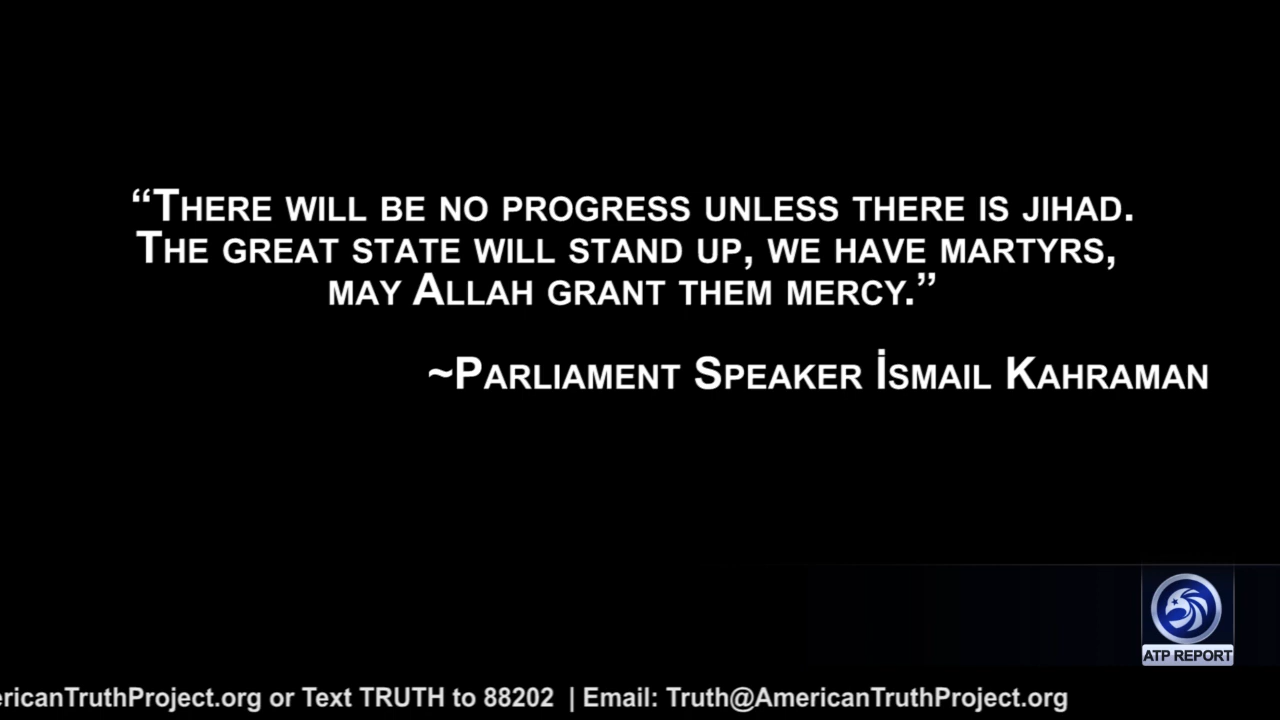 “THERE WILL BE NO PROGRESS UNLESS THERE IS JIHAD.
THE GREAT STATE WILL STAND UP, WE HAVE MARTYRS,
MAY ALLAH GRANT THEM MERCY.”
~PARLIAMENT SPEAKER İSMAIL KAHRAMAN
ATP REPORT
ericanTruthProject.org or Text TRUTH to 88202 | Email: Truth@AmericanTruthProject.org